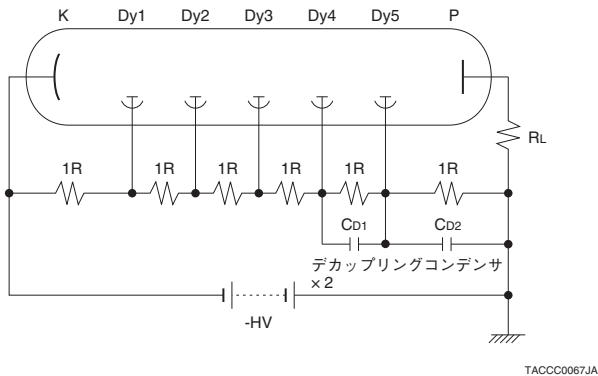 K Dy1 Dy2 Dy3 Dy4 Dy5 P
RL
1R 1R 1R 1R 1R 1R
CD1 CD2
デカップリングコンデンサ
×2
-HV
TACCC0067JA